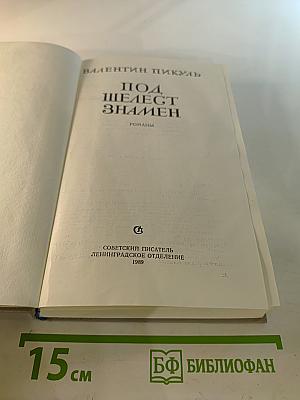 ВАЛЕНТИН ПИКУЛЬ
ПОД
ШЕЛЕСТ
ЗНАМЕН
РОМАНЫ
СОВЕТСКИЙ ПИСАТЕЛЬ
ЛЕНИНГРАДСКОЕ ОТДЕЛЕНИЕ
1989
15 СМ
БФ БИБЛИОФАН